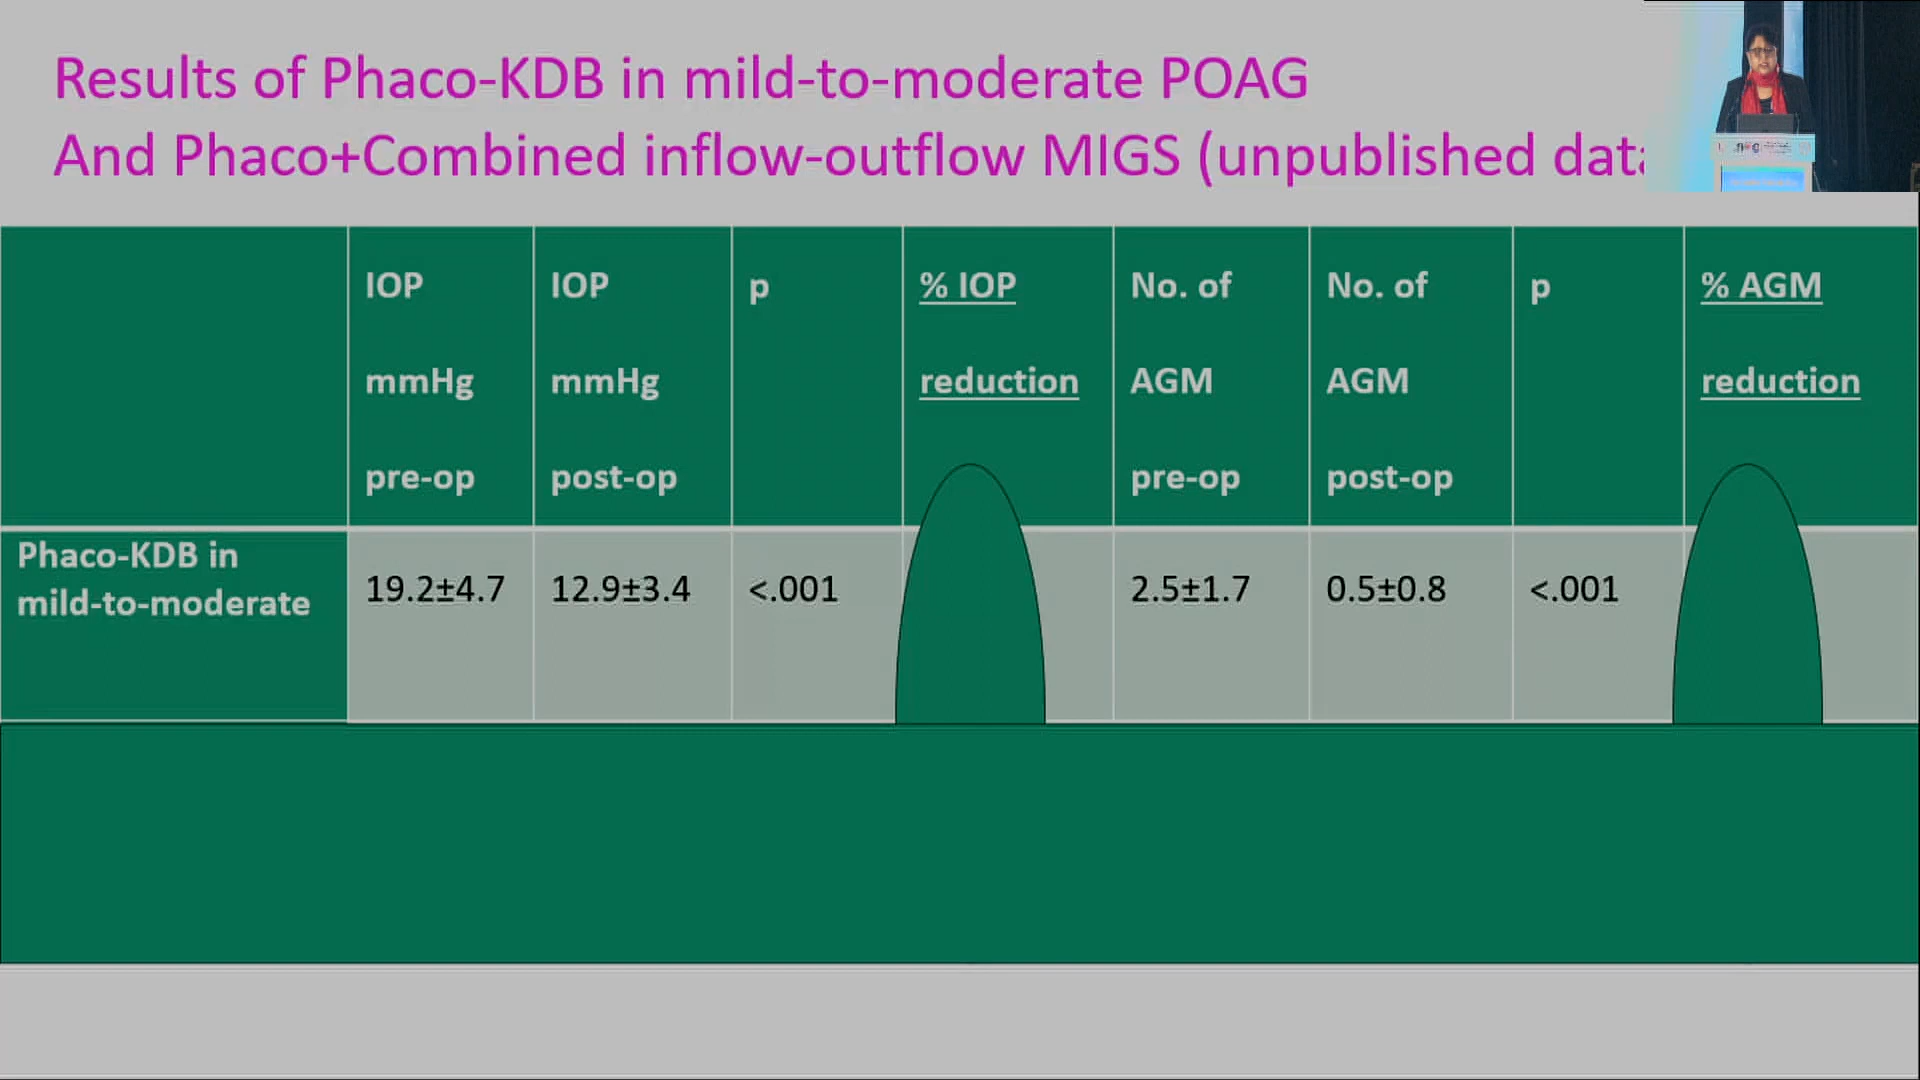 Results of Phaco-KDB in mild-to-moderate POAG
And Phaco+Combined inflow-outflow MIGS (unpublished data
IOP mmHg pre-op
IOP mmHg post-op
p
% IOP reduction
No. of AGM pre-op
No. of AGM post-op
p
% AGM reduction
Phaco-KDB in
mild-to-moderate
19.2±4.7
12.9±3.4
<.001
2.5±1.7
0.5±0.8
<.001